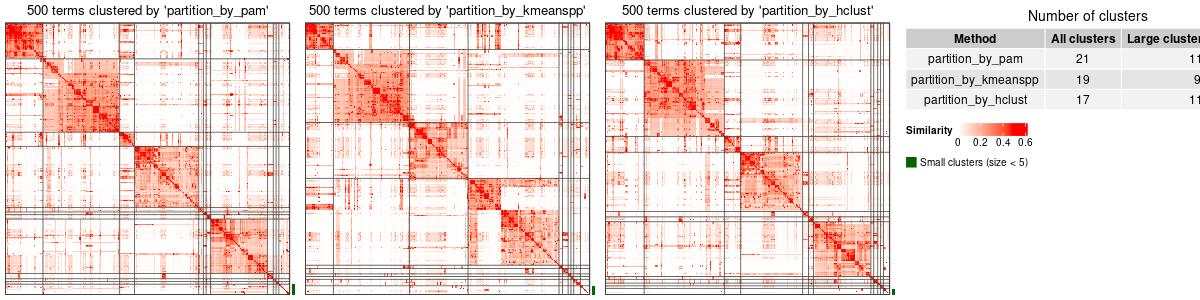 500 terms clustered by 'partition_by_pam'
500 terms clustered by 'partition_by_kmeanspp'
500 terms clustered by 'partition_by_hclust'
Number of clusters
Method All clusters Large cluster
partition_by_pam 21 11
partition_by_kmeanspp 19 9
partition_by_hclust 17 11
Similarity
0 0.2 0.4 0.6
Small clusters (size < 5)